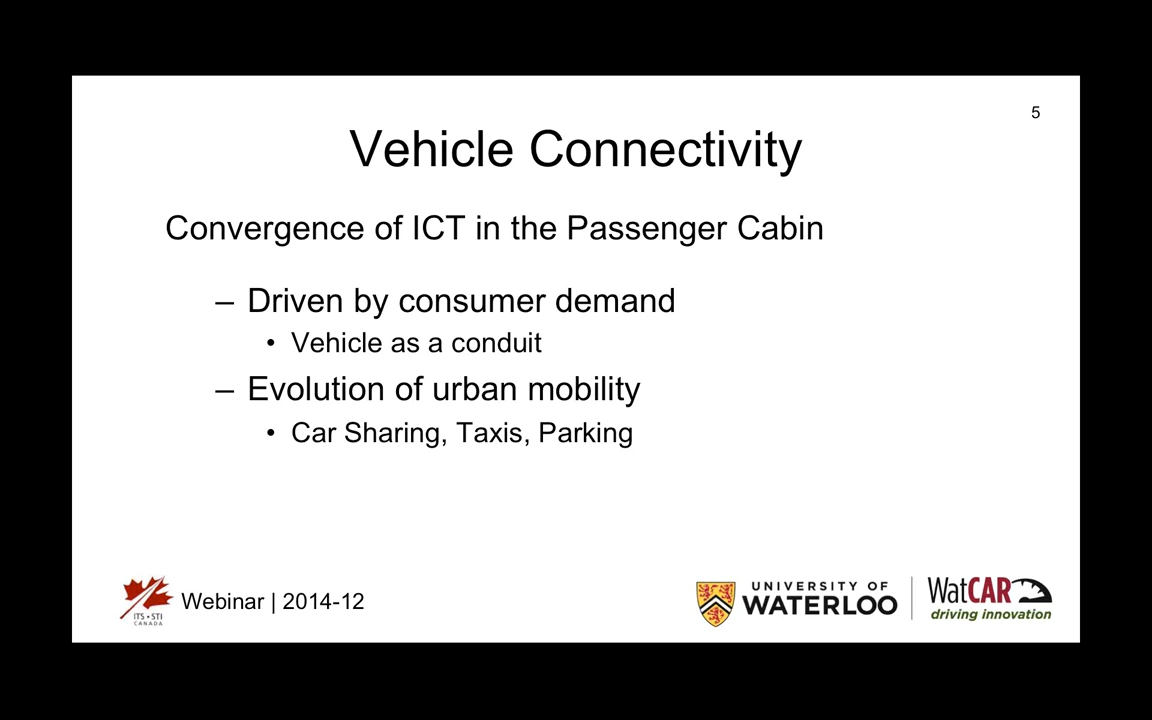 5
Vehicle Connectivity
Convergence of ICT in the Passenger Cabin
– Driven by consumer demand
• Vehicle as a conduit
– Evolution of urban mobility
• Car Sharing, Taxis, Parking
ITS • STI
CANADA
Webinar | 2014-12
UNIVERSITY OF
WATERLOO
WatCAR
driving innovation